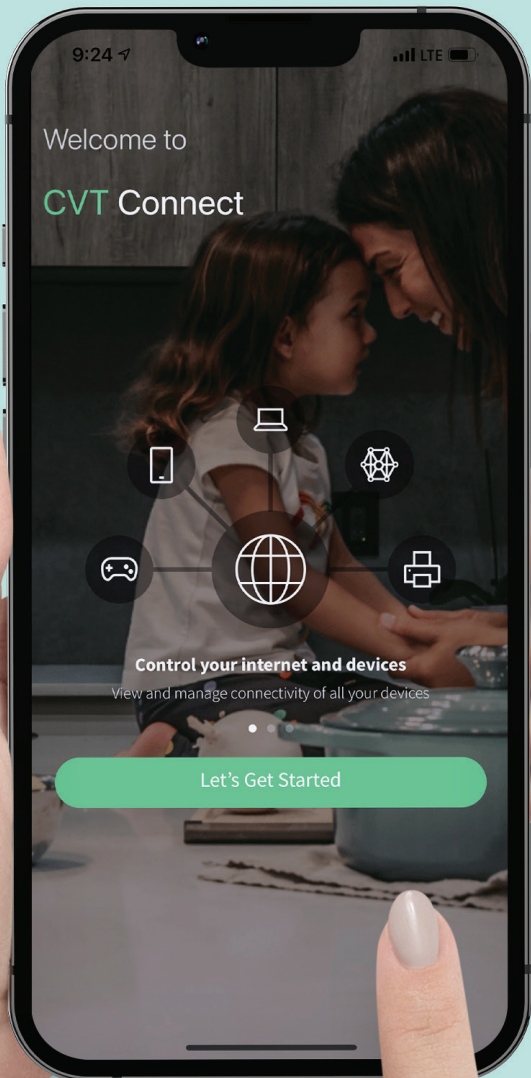 9:24
LTE
Welcome to
CVT Connect
Control your internet and devices
View and manage connectivity of all your devices
Let's Get Started